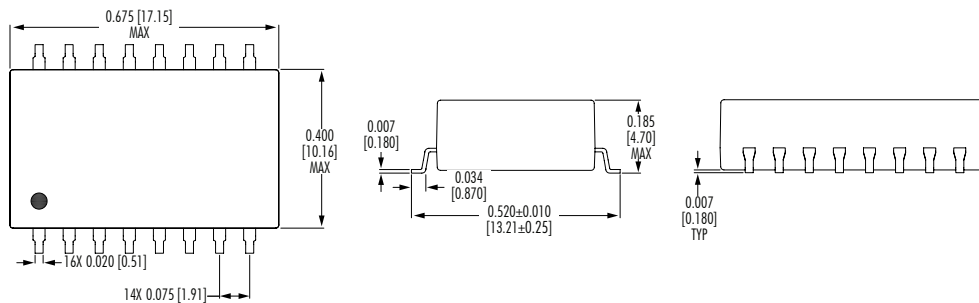 0.675 [17.15]
MAX
0.400
[10.16]
MAX
16X 0.020 [0.51]
14X 0.075 [1.91]
0.007
[0.180]
0.034
[0.870]
0.185
[4.70]
MAX
0.520±0.010
[13.21±0.25]
0.007
[0.180]
TYP